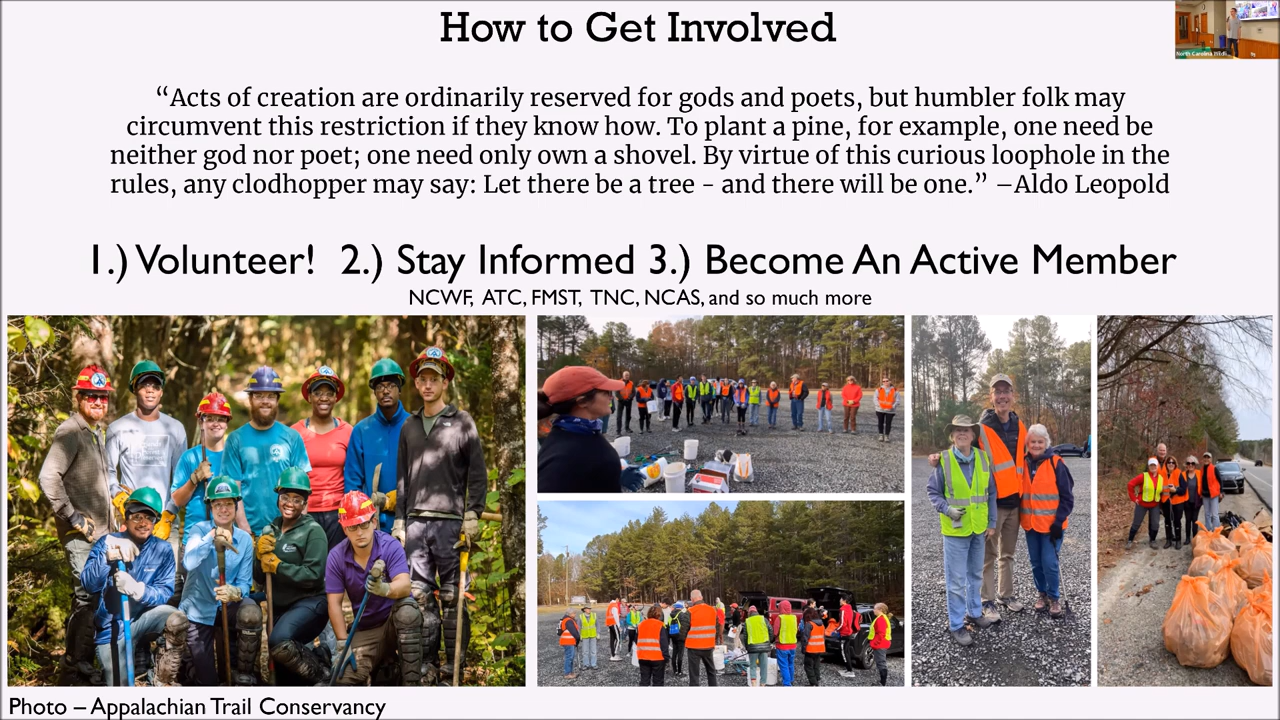 How to Get Involved
North Carolina Wildl...
“Acts of creation are ordinarily reserved for gods and poets, but humbler folk may
circumvent this restriction if they know how. To plant a pine, for example, one need be
neither god nor poet; one need only own a shovel. By virtue of this curious loophole in the
rules, any clodhopper may say: Let there be a tree - and there will be one.” –Aldo Leopold
1.) Volunteer! 2.) Stay Informed 3.) Become An Active Member
NCWF, ATC, FMST, TNC, NCAS, and so much more
Photo – Appalachian Trail Conservancy